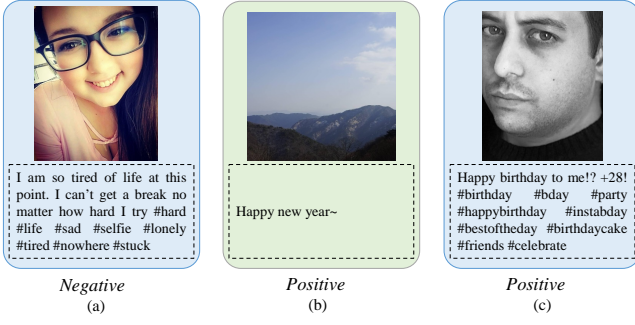 I am so tired of life at this
point. I can't get a break no
matter how hard I try #hard
#life #sad #selfie #lonely
#tired #nowhere #stuck
Negative
(a)
Happy new year~
Positive
(b)
Happy birthday to me!? +28!
#birthday #bday #party
#happybirthday #instabday
#bestoftheday #birthdaycake
#friends #celebrate
Positive
(c)